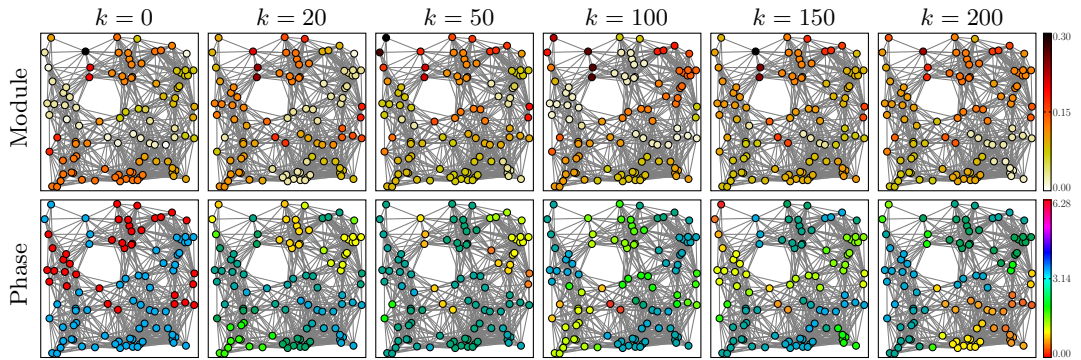 k = 0 k = 20 k = 50 k = 100 k = 150 k = 200
Module
0.30
0.15
0.00
Phase
6.28
3.14
0.00